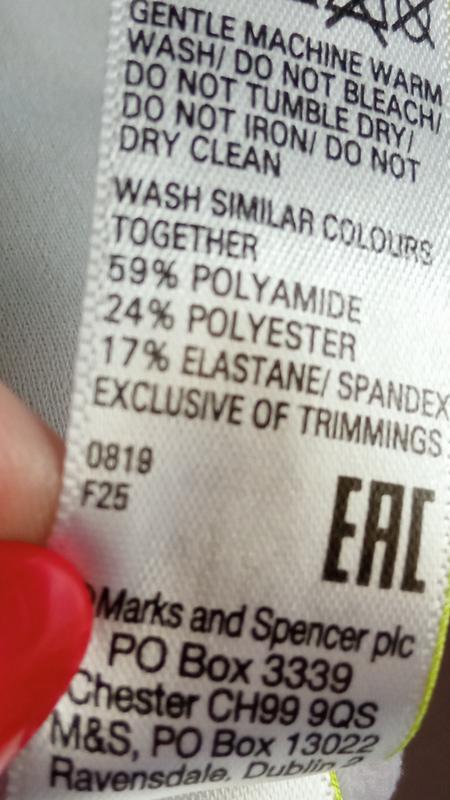 GENTLE MACHINE WARM
WASH/ DO NOT BLEACH/
DO NOT TUMBLE DRY/
DO NOT IRON/ DO NOT
DRY CLEAN
WASH SIMILAR COLOURS
TOGETHER
59% POLYAMIDE
24% POLYESTER
17% ELASTANE/ SPANDEX
EXCLUSIVE OF TRIMMINGS
0819
F25
EAC
©Marks and Spencer plc
PO Box 3339
Chester CH99 9QS
M&S, PO Box 13022
Ravensdale, Dublin 2